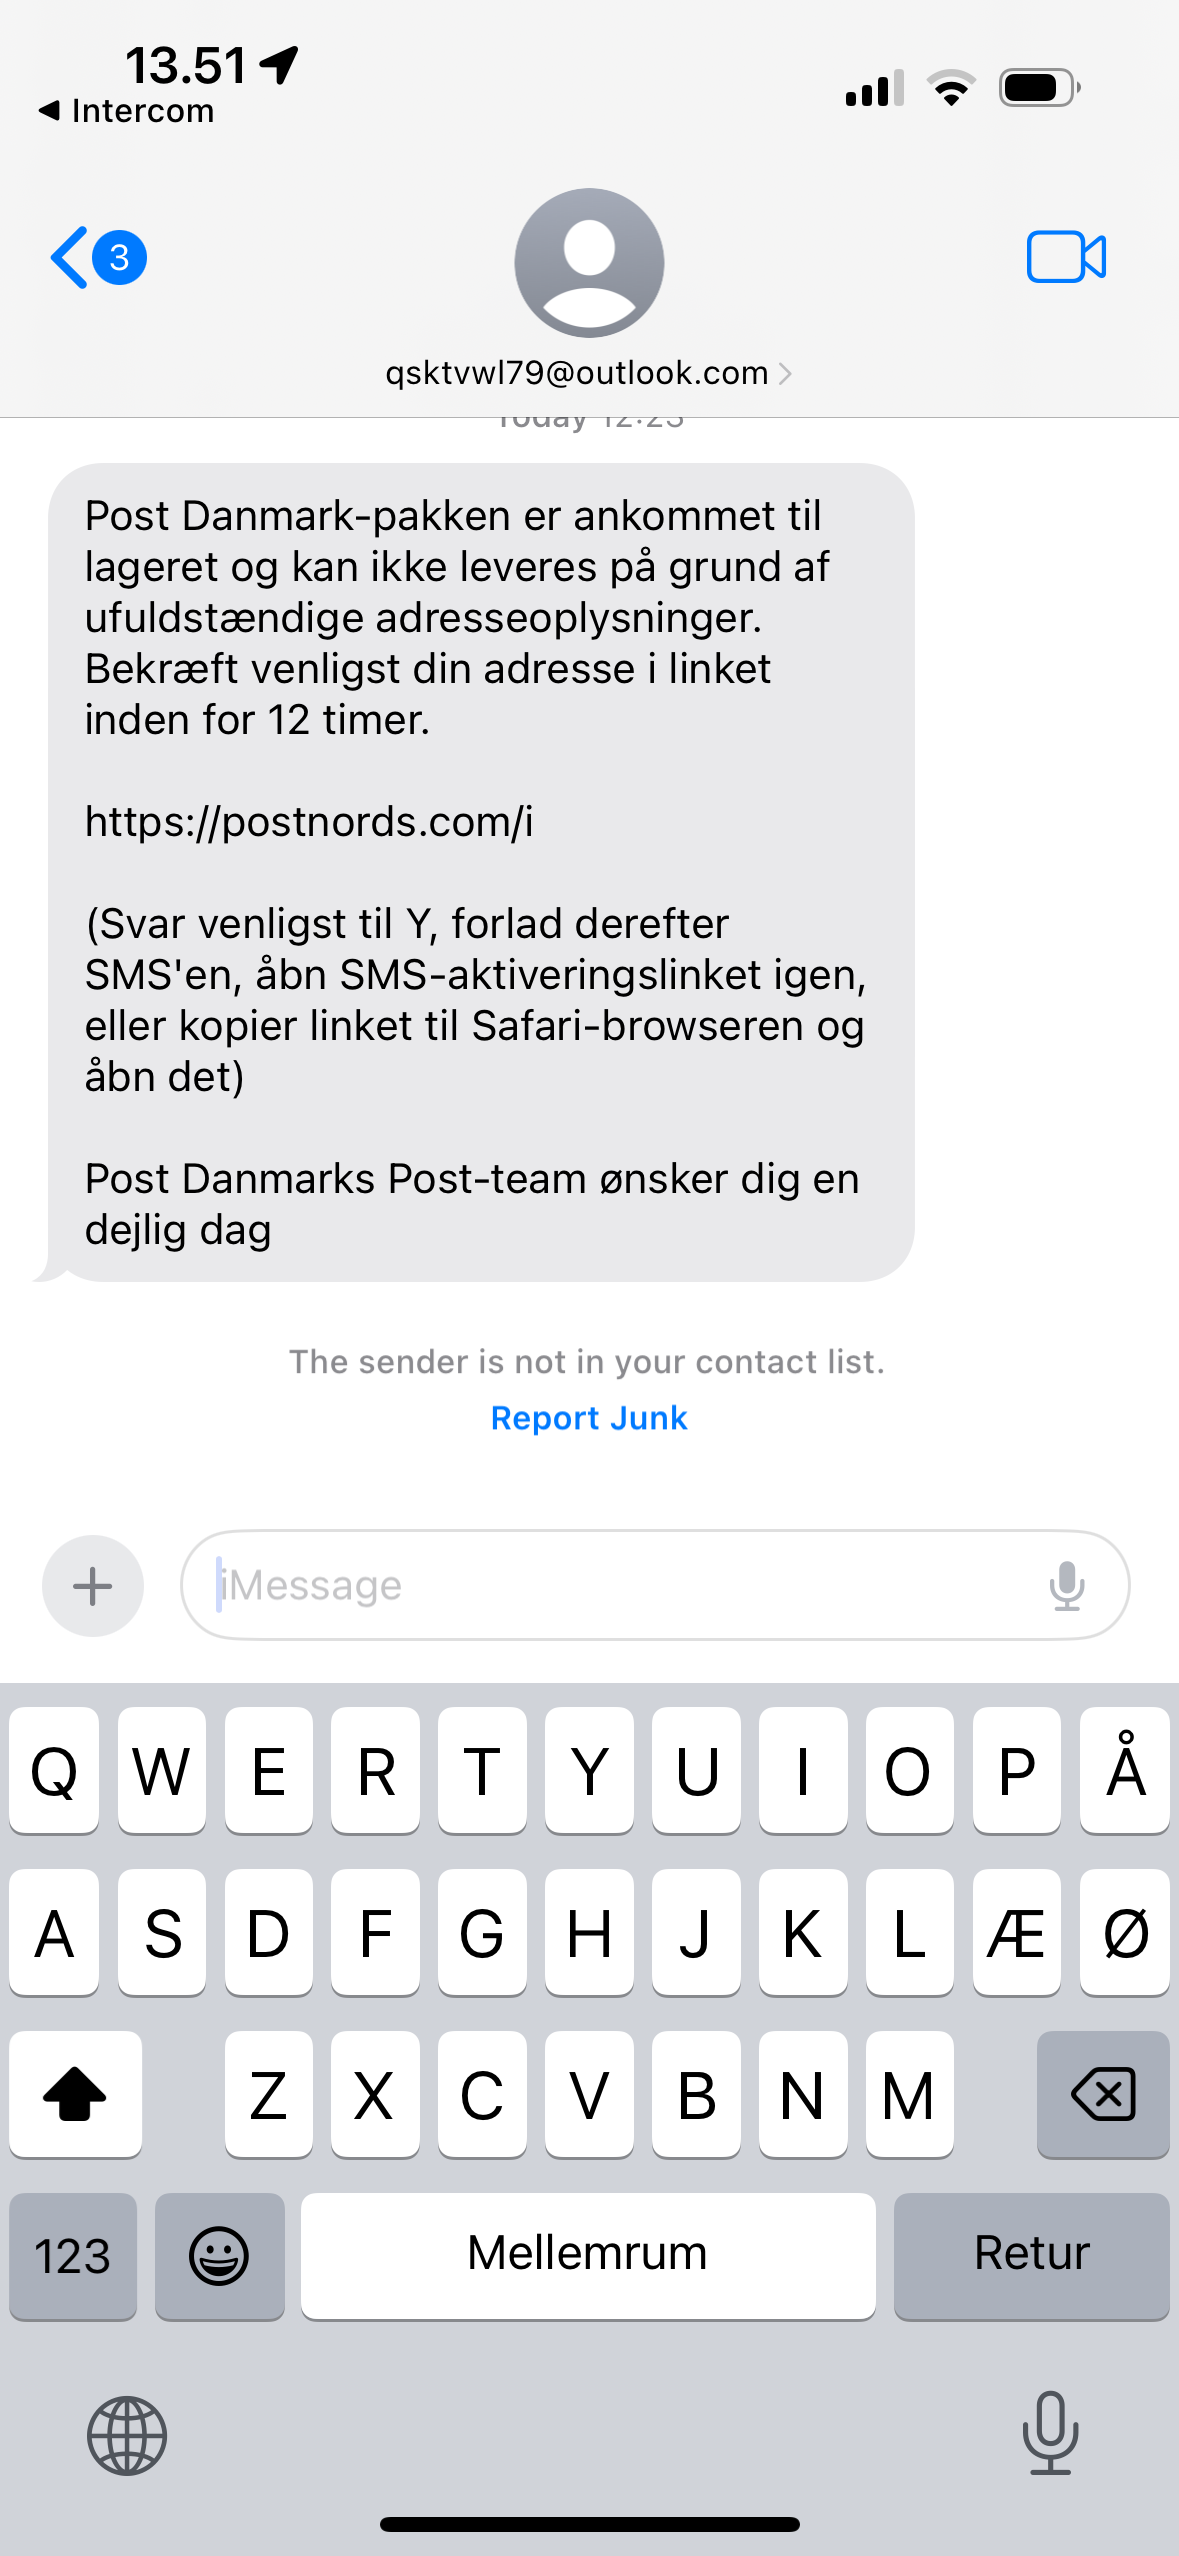 13.51
Intercom
3
qsktvwl79@outlook.com
Today 12:23
Post Danmark-pakken er ankommet til
lageret og kan ikke leveres på grund af
ufuldstændige adresseoplysninger.
Bekræft venligst din adresse i linket
inden for 12 timer.
https://postnords.com/i
(Svar venligst til Y, forlad derefter
SMS'en, åbn SMS-aktiveringslinket igen,
eller kopier linket til Safari-browseren og
åbn det)
Post Danmarks Post-team ønsker dig en
dejlig dag
The sender is not in your contact list.
Report Junk
iMessage
Q W E R T Y U I O P Å
A S D F G H J K L Æ Ø
Z X C V B N M
123 Mellemrum Retur